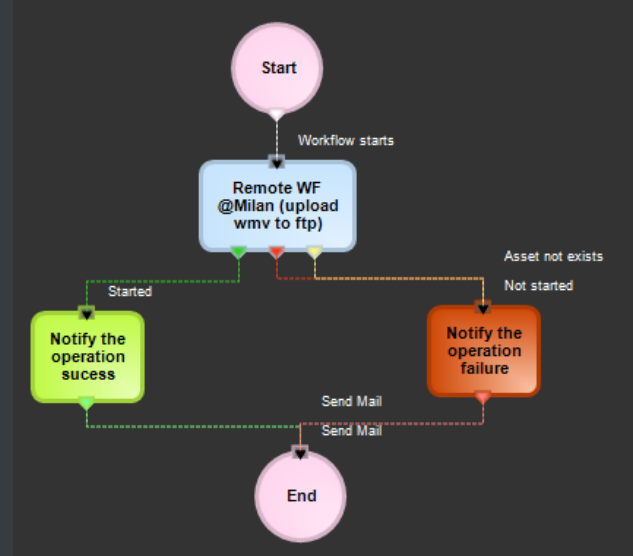 Start
Workflow starts
Remote WF
@Milan (upload
wmv to ftp)
Asset not exists
Started
Not started
Notify the
operation
sucess
Notify the
operation
failure
Send Mail
Send Mail
End